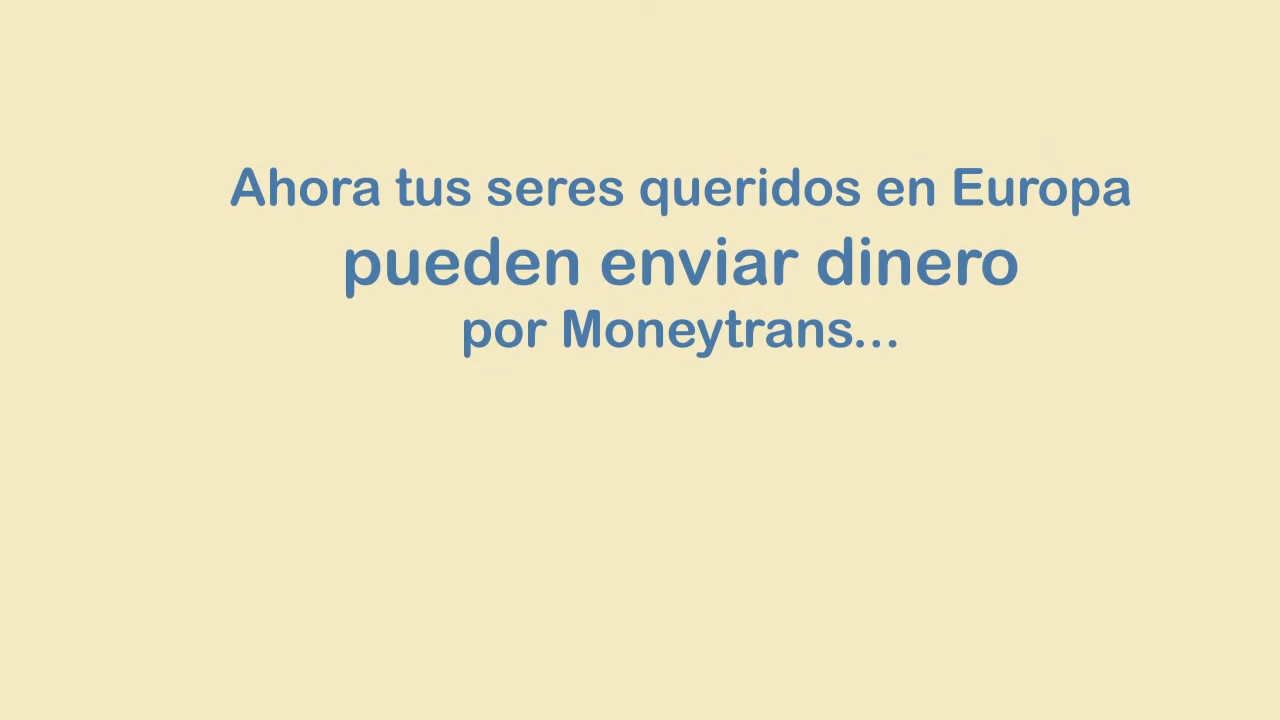 Ahora tus seres queridos en Europa
pueden enviar dinero
por Moneytrans...